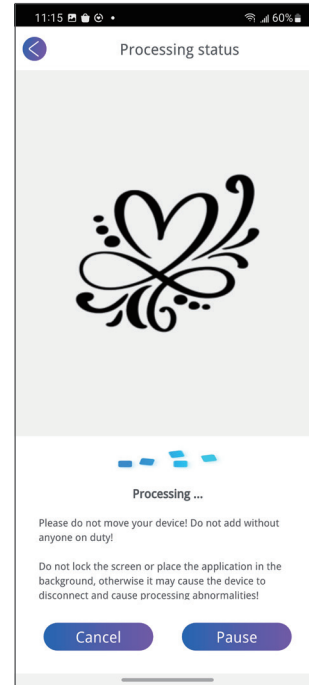 11:15 60%
Processing status
Processing ...
Please do not move your device! Do not add without
anyone on duty!
Do not lock the screen or place the application in the
background, otherwise it may cause the device to
disconnect and cause processing abnormalities!
Cancel Pause